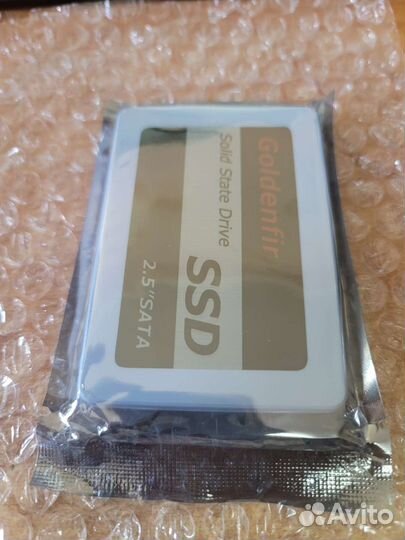 Goldenfir
Solid State Drive
SSD
2.5"SATA
Avito